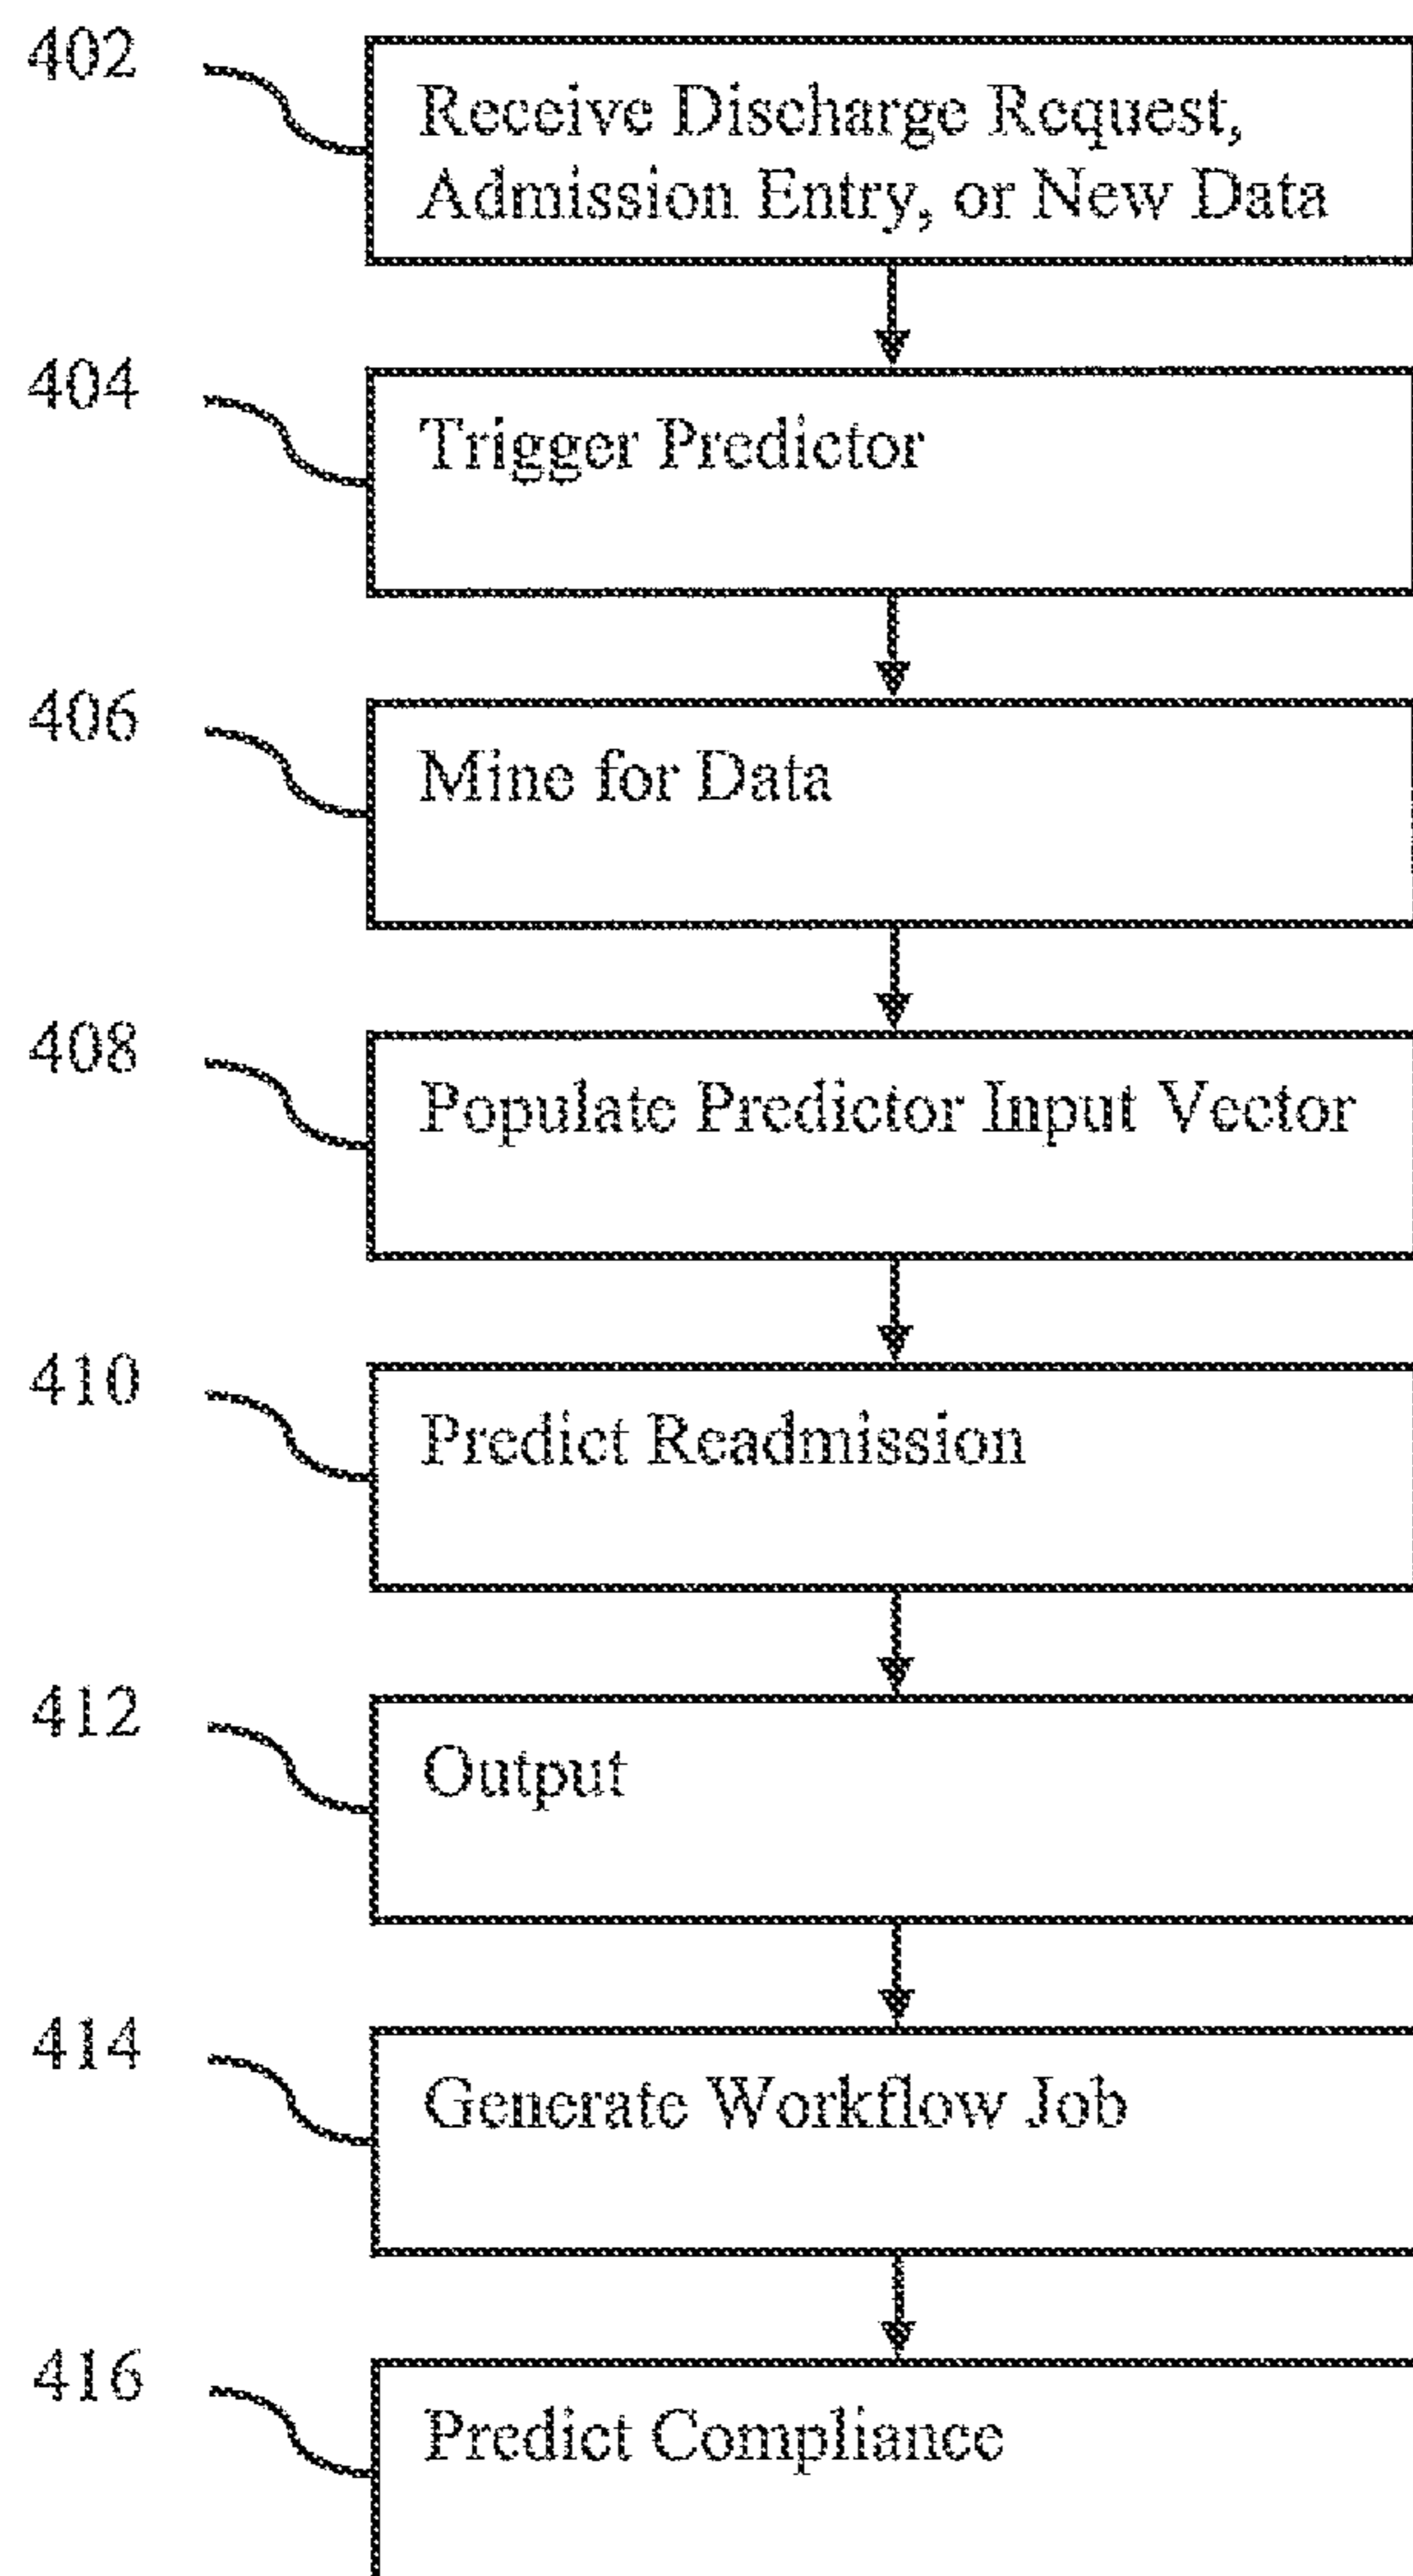 402
Receive Discharge Request,
Admission Entry, or New Data
404
Trigger Predictor
406
Mine for Data
408
Populate Predictor Input Vector
410
Predict Readmission
412
Output
414
Generate Workflow Job
416
Predict Compliance